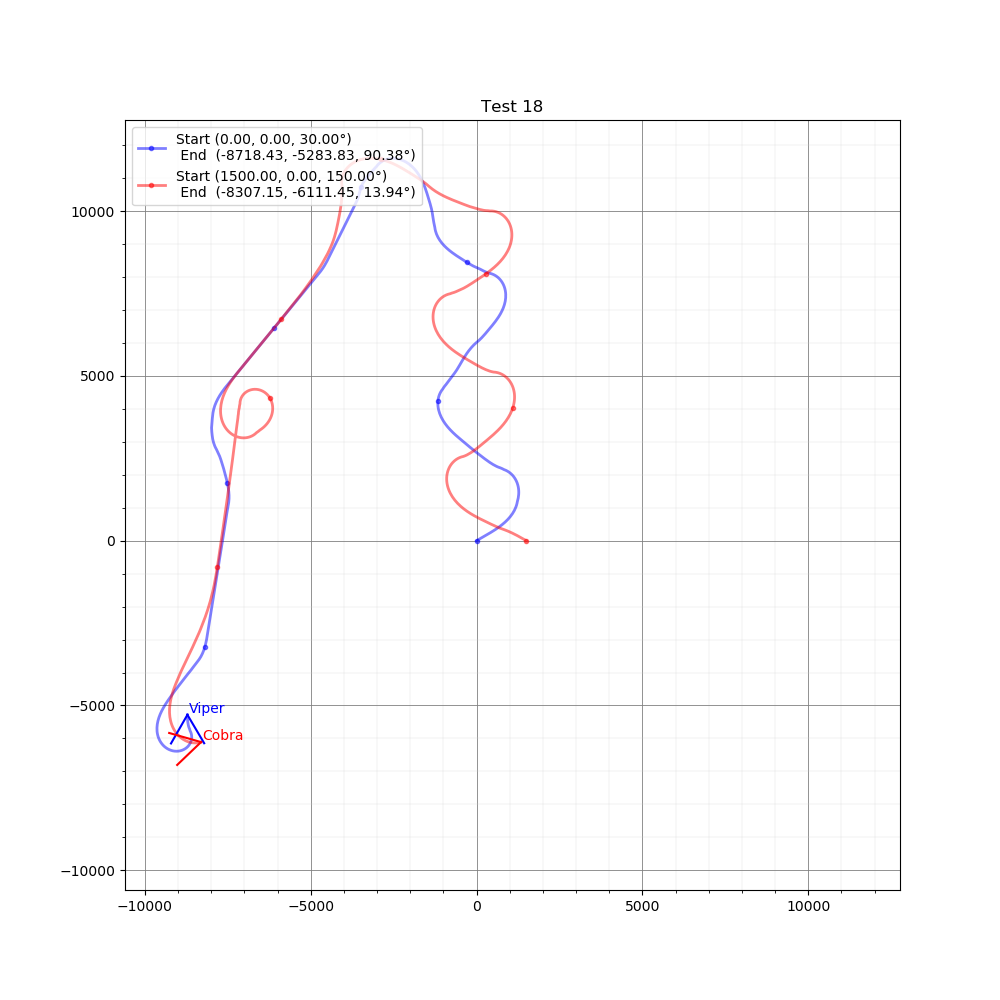 Test 18
Start (0.00, 0.00, 30.00°)
End (-8718.43, -5283.83, 90.38°)
Start (1500.00, 0.00, 150.00°)
End (-8307.15, -6111.45, 13.94°)
10000
5000
0
−5000
−10000
Viper
Cobra
−10000 −5000 0 5000 10000